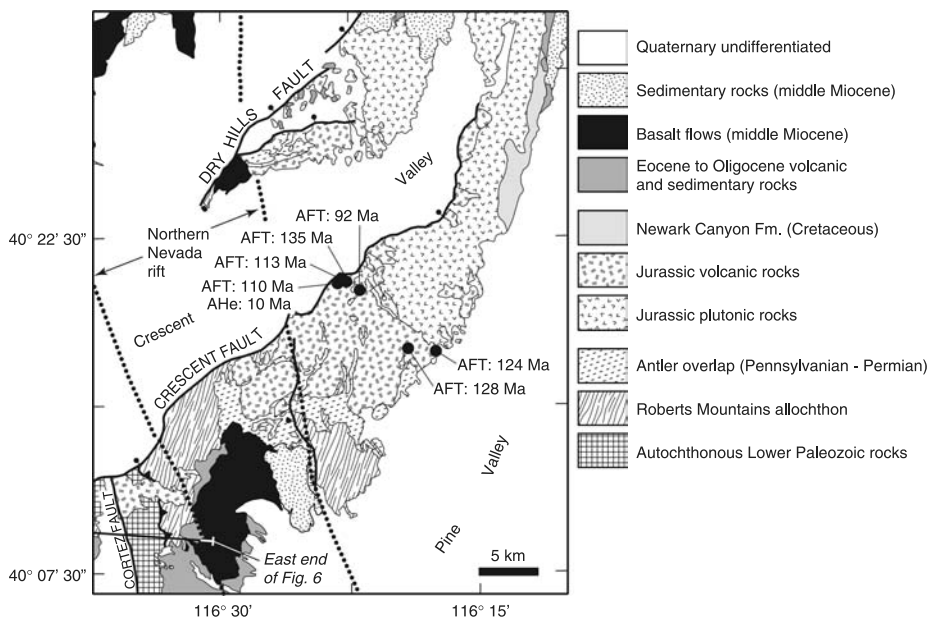 DRY HILLS FAULT
Valley
Northern
Nevada
rift
AFT: 92 Ma
AFT: 135 Ma
AFT: 113 Ma
AFT: 110 Ma
AHe: 10 Ma
Crescent
CRESCENT FAULT
AFT: 124 Ma
AFT: 128 Ma
Valley
Pine
CORTEZ FAULT
East end
of Fig. 6
5 km
40° 22' 30"
40° 07' 30"
116° 30'
116° 15'
Quaternary undifferentiated
Sedimentary rocks (middle Miocene)
Basalt flows (middle Miocene)
Eocene to Oligocene volcanic
and sedimentary rocks
Newark Canyon Fm. (Cretaceous)
Jurassic volcanic rocks
Jurassic plutonic rocks
Antler overlap (Pennsylvanian - Permian)
Roberts Mountains allochthon
Autochthonous Lower Paleozoic rocks